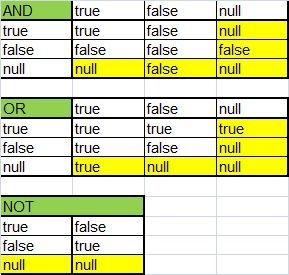 AND true false null
true true false null
false false false false
null null false null
OR true false null
true true true true
false true false null
null true null null
NOT
true false
false true
null null